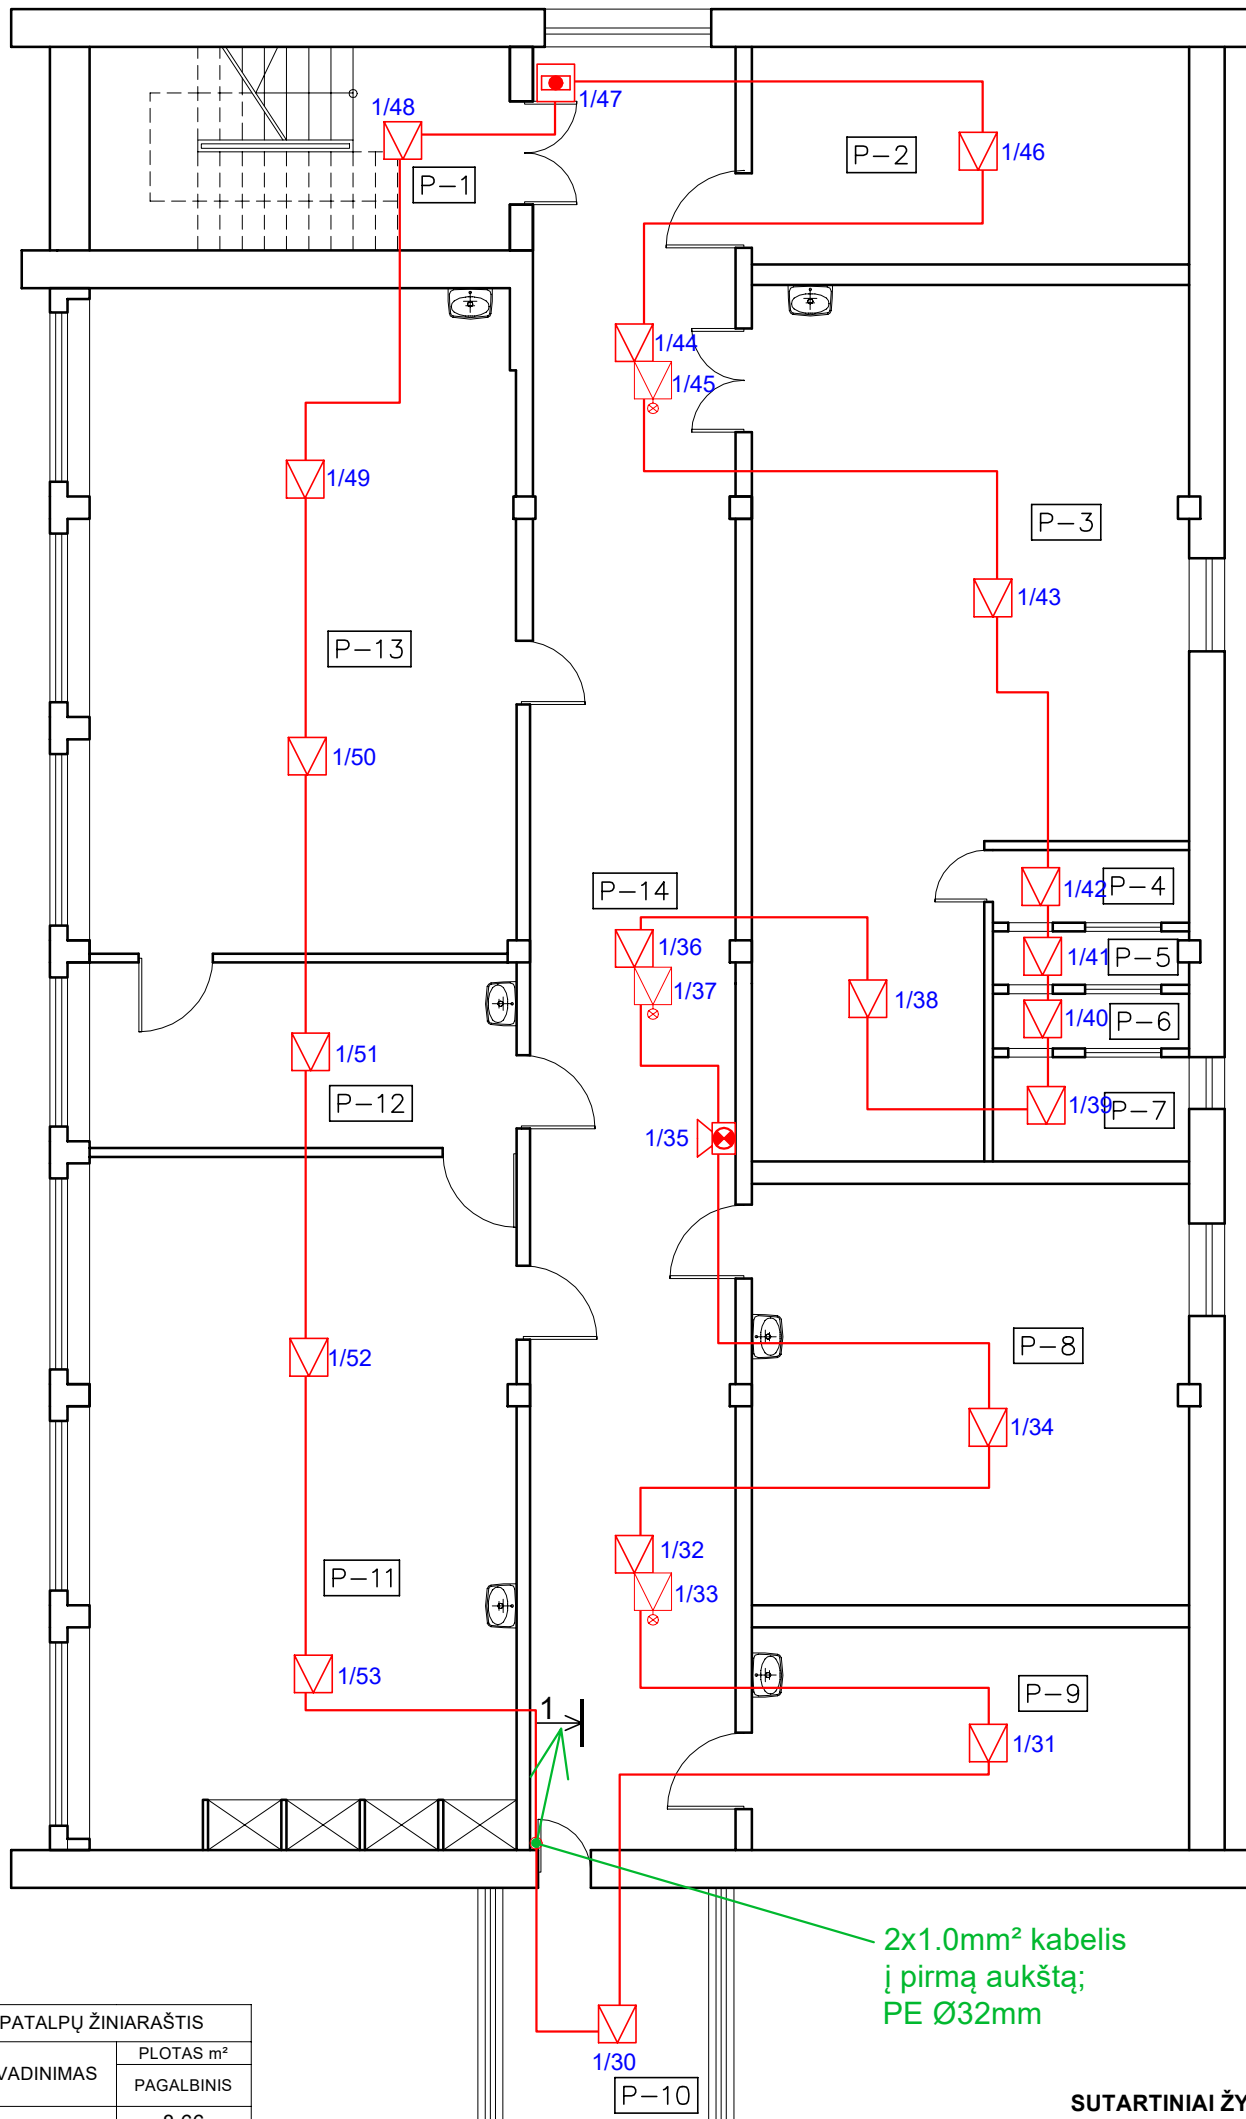 1/47
1/48
P-1
P-2
1/46
1/44
1/45
1/49
P-3
1/43
P-13
1/50
P-14
1/42
P-4
1/36
1/41
P-5
1/37
1/38
1/40
P-6
1/51
P-12
1/39
P-7
1/35
P-8
1/52
1/34
1/32
P-11
1/33
1/53
P-9
1
1/31
2x1.0mm² kabelis
į pirmą aukštą;
PE Ø32mm
1/30
P-10
PATALPŲ ŽINIARAŠTIS
VADINIMAS
PLOTAS m²
PAGALBINIS
SUTARTINIAI ŽY